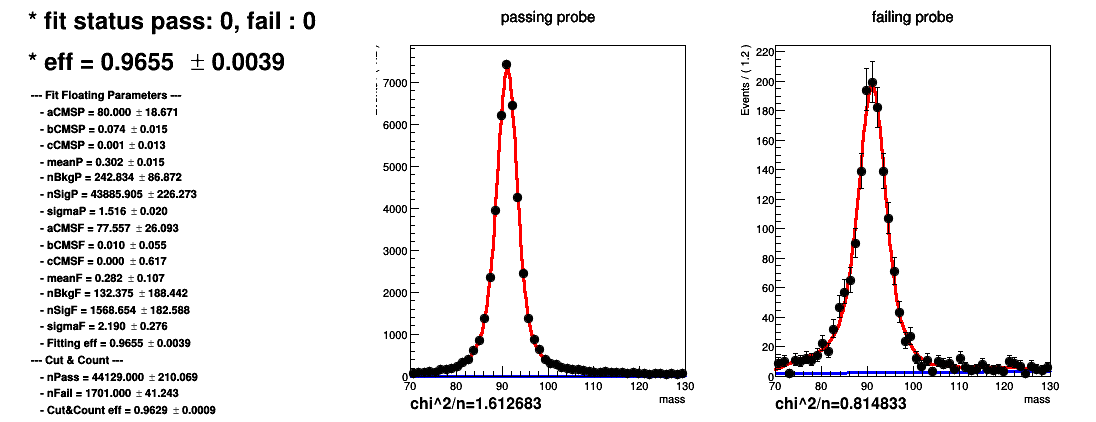 * fit status pass: 0, fail : 0
* eff = 0.9655 ± 0.0039
--- Fit Floating Parameters ---
- aCMSP = 80.000 ± 18.671
- bCMSP = 0.074 ± 0.015
- cCMSP = 0.001 ± 0.013
- meanP = 0.302 ± 0.015
- nBkgP = 242.834 ± 86.872
- nSigP = 43885.905 ± 226.273
- sigmaP = 1.516 ± 0.020
- aCMSF = 77.557 ± 26.093
- bCMSF = 0.010 ± 0.055
- cCMSF = 0.000 ± 0.617
- meanF = 0.282 ± 0.107
- nBkgF = 132.375 ± 188.442
- nSigF = 1568.654 ± 182.588
- sigmaF = 2.190 ± 0.276
- Fitting eff = 0.9655 ± 0.0039
--- Cut & Count ---
- nPass = 44129.000 ± 210.069
- nFail = 1701.000 ± 41.243
- Cut&Count eff = 0.9629 ± 0.0009
passing probe
7000
6000
5000
4000
3000
2000
1000
0
70 80 90 100 110 120 130
mass
chi^2/n=1.612683
failing probe
Events / ( 1.2 )
220
200
180
160
140
120
100
80
60
40
20
0
70 80 90 100 110 120 130
mass
chi^2/n=0.814833